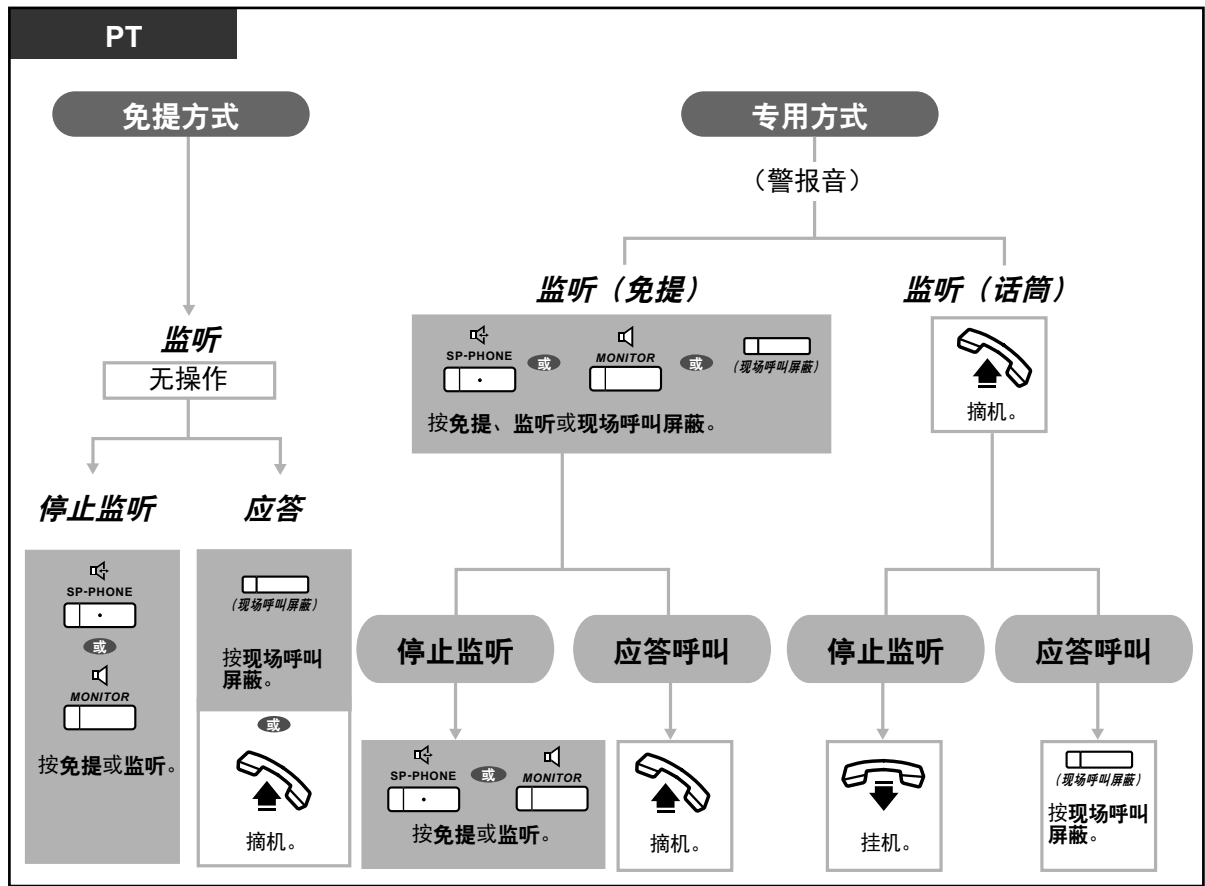 PT
免提方式
专用方式
（警报音）
监听
无操作
监听（免提）
SP-PHONE
或
MONITOR
或
(现场呼叫屏蔽)
按免提、监听或现场呼叫屏蔽。
监听（话筒）
摘机。
停止监听
SP-PHONE
或
MONITOR
按免提或监听。
应答
(现场呼叫屏蔽)
按现场呼叫
屏蔽。
或
摘机。
停止监听
SP-PHONE
或
MONITOR
按免提或监听。
应答呼叫
摘机。
停止监听
挂机。
应答呼叫
(现场呼叫屏蔽)
按现场呼叫
屏蔽。